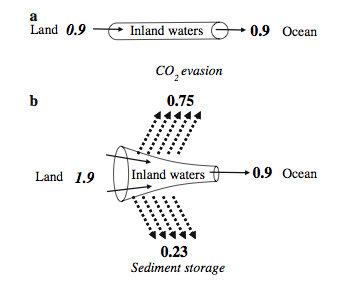 a
Land 0.9 Inland waters 0.9 Ocean
CO2 evasion
b 0.75
Land 1.9 Inland waters 0.9 Ocean
0.23
Sediment storage